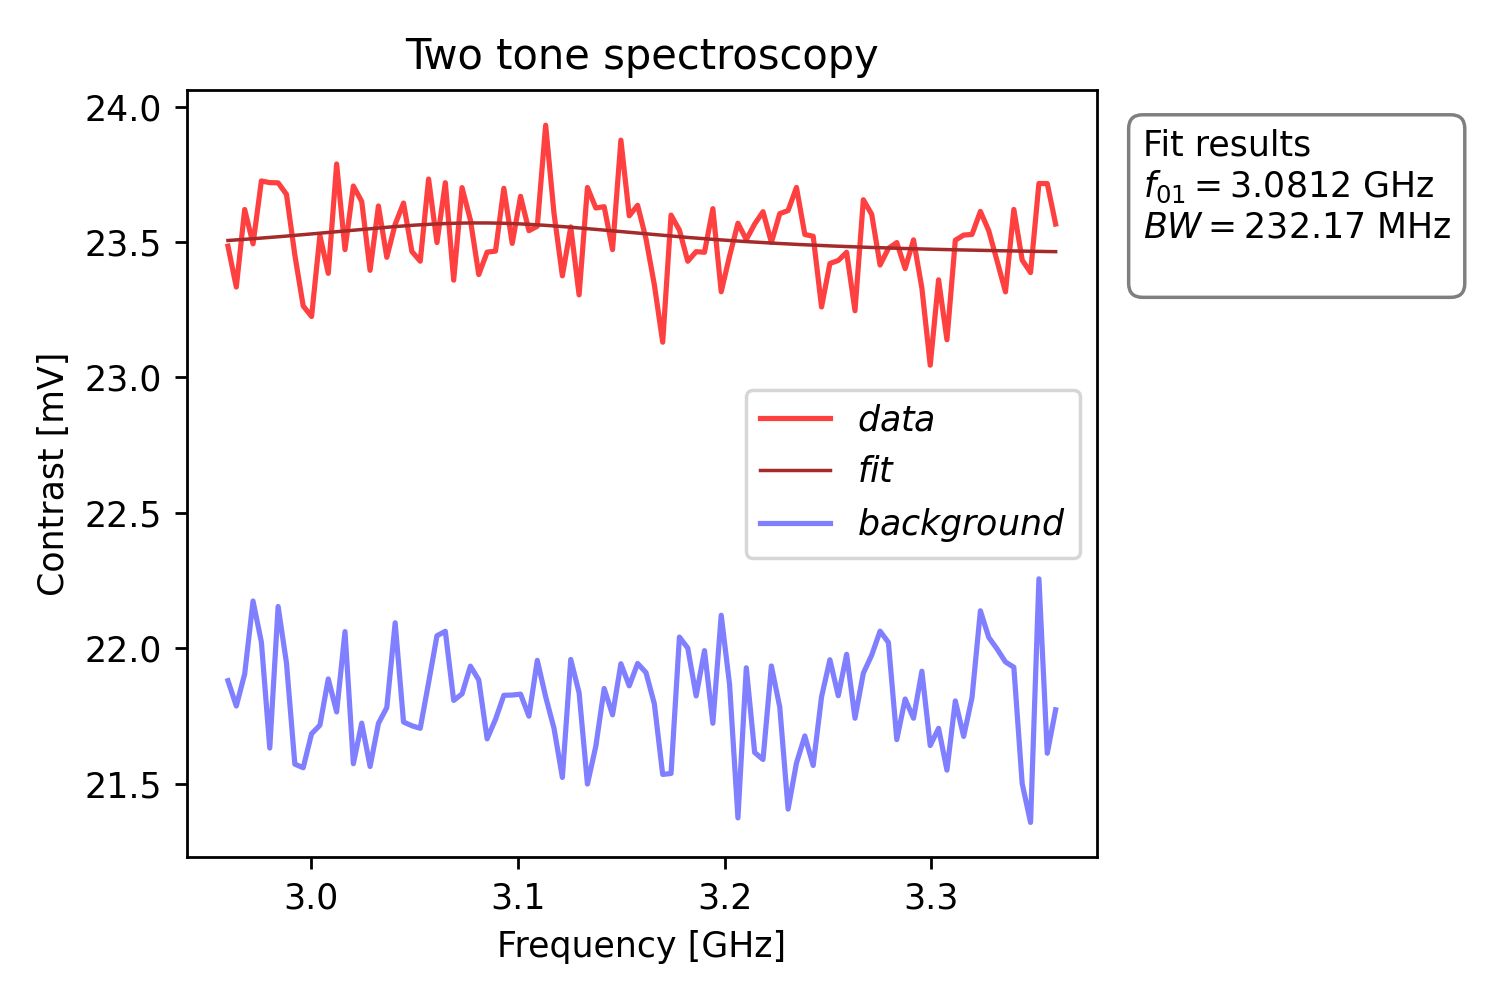 Two tone spectroscopy
24.0
23.5
23.0
22.5
22.0
21.5
Contrast [mV]
3.0 3.1 3.2 3.3
Frequency [GHz]
data
fit
background
Fit results
f01 = 3.0812 GHz
BW = 232.17 MHz